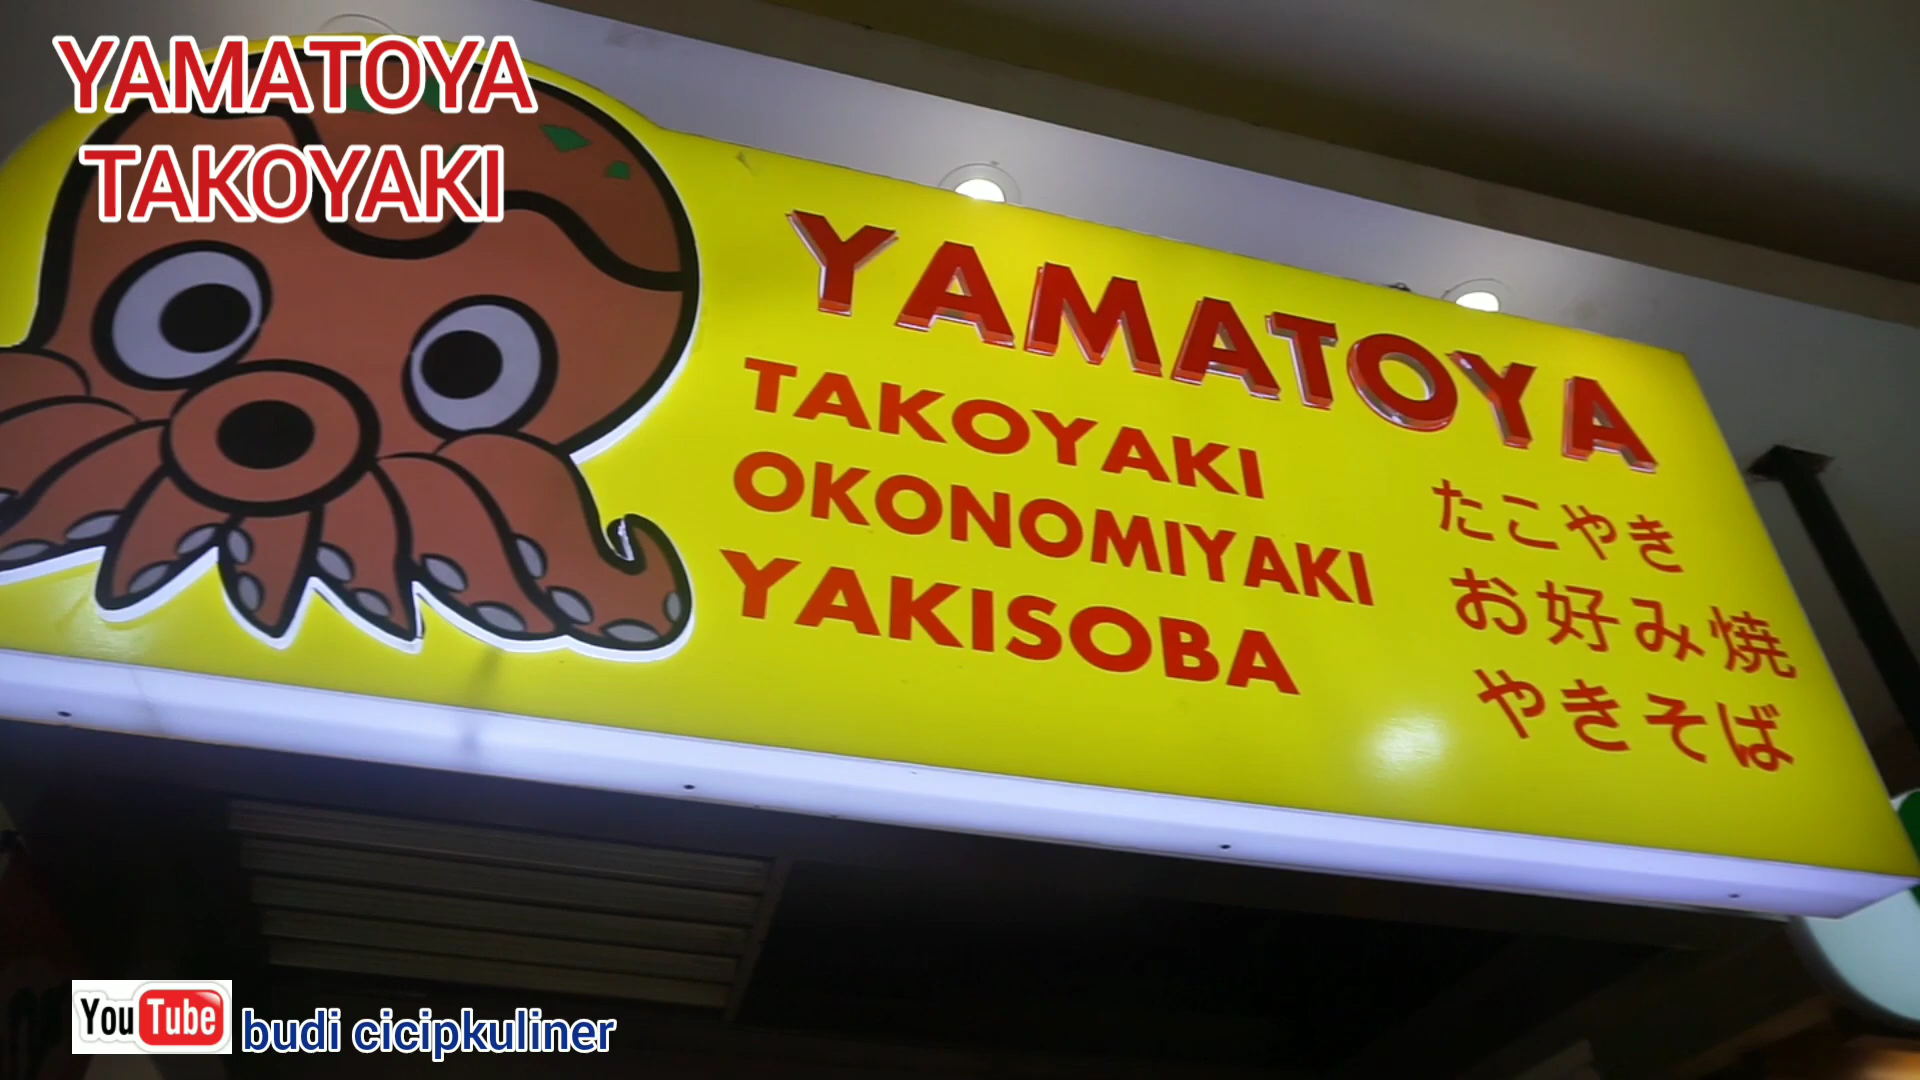 YAMATOYA
TAKOYAKI
YAMATOYA
TAKOYAKI
OKONOMIYAKI
YAKISOBA
たこやき
お好み焼
やきそば
YouTube
budi cicipkuliner